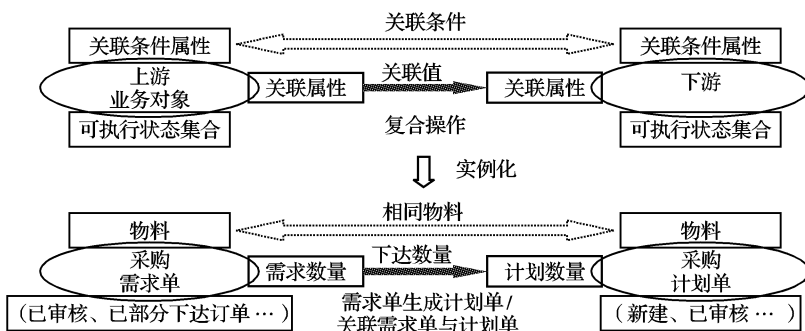 关联条件
关联条件属性
关联条件属性
上游
业务对象
关联属性
关联值
关联属性
下游
可执行状态集合
复合操作
可执行状态集合
实例化
相同物料
物料
物料
采购
需求单
需求数量
下达数量
计划数量
采购
计划单
(已审核、已部分下达订单…)
需求单生成计划单/
关联需求单与计划单
(新建、已审核…)